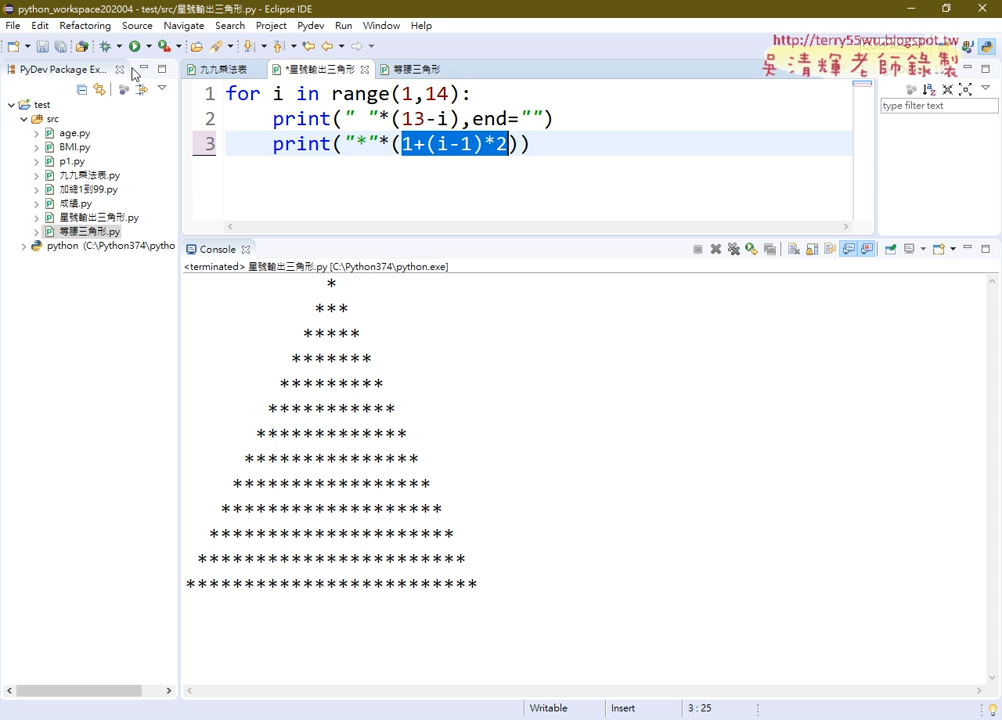 python_workspace202004 - test/src/星號輸出三角形.py - Eclipse IDE
File Edit Refactoring Source Navigate Search Project Pydev Run Window Help
http://terry55wu.blogspot.tw
吳清輝老師錄製
PyDev Package Ex...
九九乘法表
*星號輸出三角形
等腰三角形
type filter text
test
src
age.py
BMI.py
p1.py
九九乘法表.py
加總1到99.py
成績.py
星號輸出三角形.py
等腰三角形.py
python (C:\Python374\pytho
1 for i in range(1,14):
2 print(" "*(13-i),end="")
3 print("*"*(1+(i-1)*2))
Console
<terminated> 星號輸出三角形.py [C:\Python374\python.exe]
*
***
*****
*******
*********
***********
*************
***************
*****************
*******************
*********************
***********************
*************************
Writable Insert 3 : 25